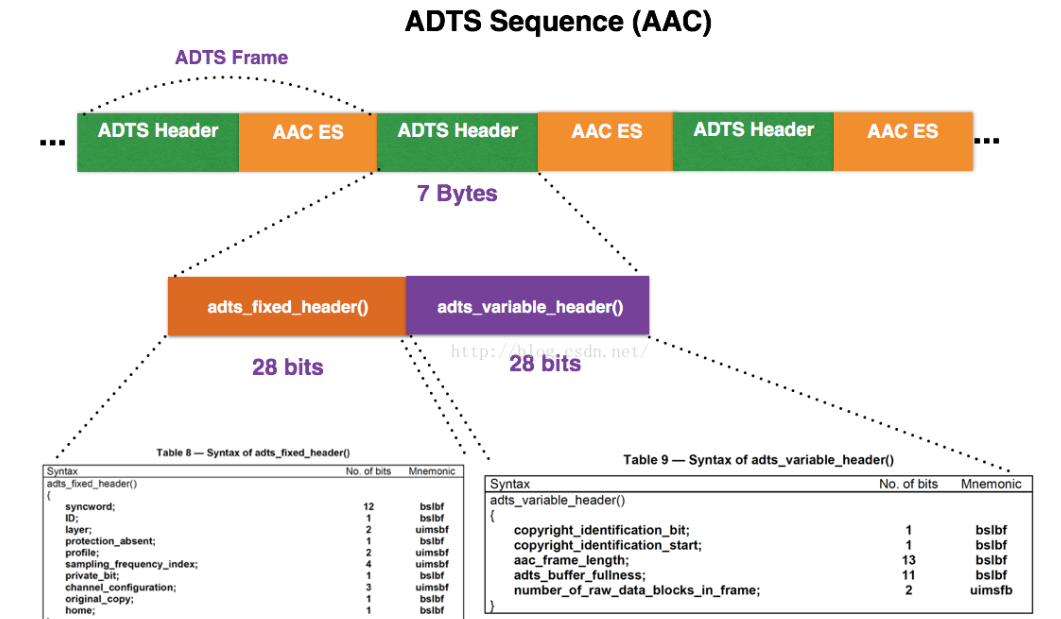 ADTS Sequence (AAC)
ADTS Frame
... ADTS Header AAC ES ADTS Header AAC ES ADTS Header AAC ES ...
7 Bytes
adts_fixed_header() adts_variable_header()
http://blog.csdn.net/
28 bits 28 bits
Table 8 — Syntax of adts_fixed_header()
Syntax No. of bits Mnemonic
adts_fixed_header()
{
syncword; 12 bslbf
ID; 1 bslbf
layer; 2 uimsbf
protection_absent; 1 bslbf
profile; 2 uimsbf
sampling_frequency_index; 4 uimsbf
private_bit; 1 bslbf
channel_configuration; 3 uimsbf
original_copy; 1 bslbf
home; 1 bslbf
Table 9 — Syntax of adts_variable_header()
Syntax No. of bits Mnemonic
adts_variable_header()
{
copyright_identification_bit; 1 bslbf
copyright_identification_start; 1 bslbf
aac_frame_length; 13 bslbf
adts_buffer_fullness; 11 bslbf
number_of_raw_data_blocks_in_frame; 2 uimsfb
}